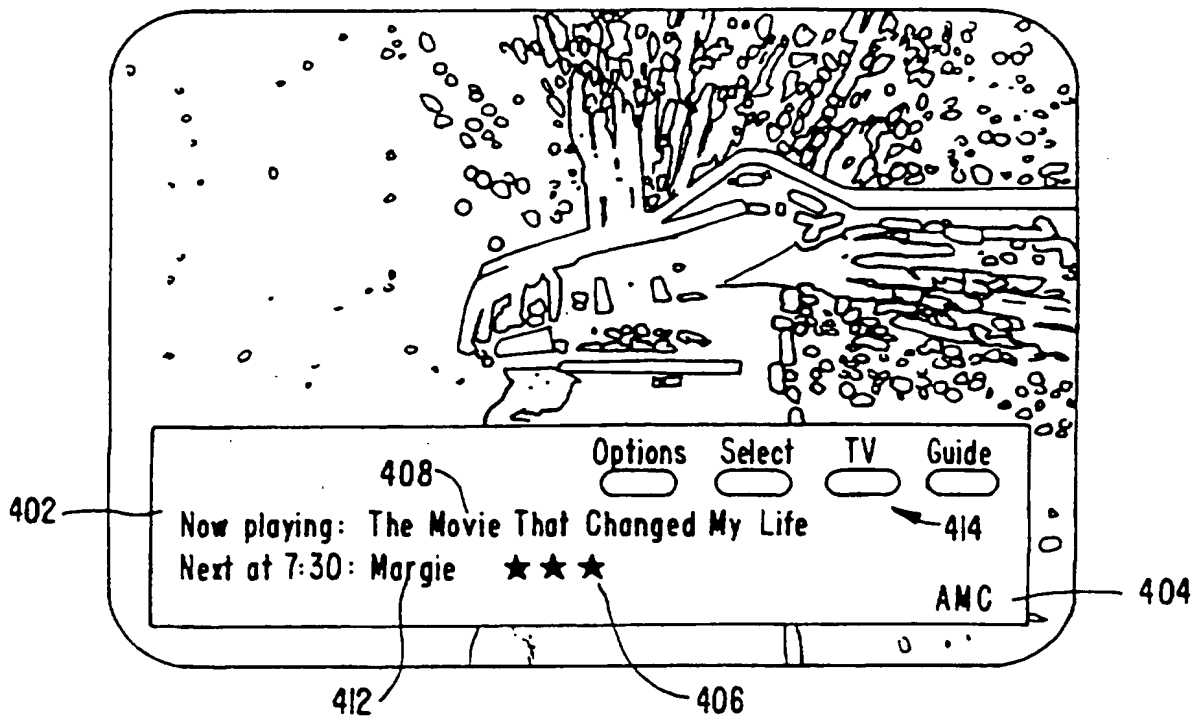 Options Select TV Guide
408
402
Now playing: The Movie That Changed My Life
414
Next at 7:30: Margie ★ ★ ★
AMC
404
412
406